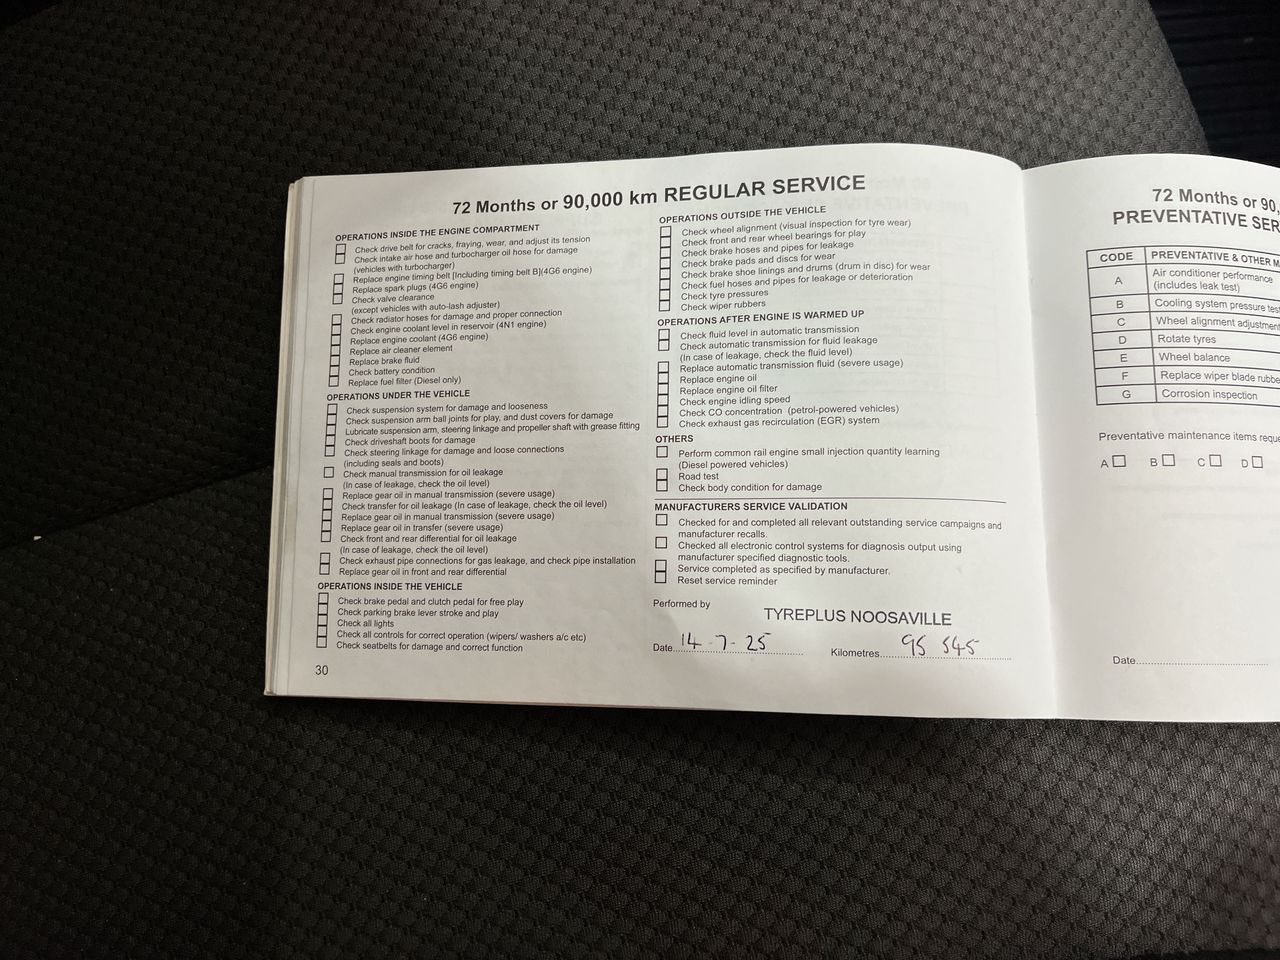 72 Months or 90,000 km REGULAR SERVICE
OPERATIONS INSIDE THE ENGINE COMPARTMENT
Check drive belt for cracks, fraying, wear, and adjust its tension
Check intake air hose and turbocharger oil hose for damage
(vehicles with turbocharger)
Replace engine timing belt [Including timing belt B](4G6 engine)
Replace spark plugs (4G6 engine)
Check valve clearance
(except vehicles with auto-lash adjuster)
Check radiator hoses for damage and proper connection
Check engine coolant level in reservoir (4N1 engine)
Replace engine coolant (4G6 engine)
Replace air cleaner element
Replace brake fluid
Check battery condition
Replace fuel filter (Diesel only)
OPERATIONS UNDER THE VEHICLE
Check suspension system for damage and looseness
Check suspension arm ball joints for play, and dust covers for damage
Lubricate suspension arm, steering linkage and propeller shaft with grease fitting
Check driveshaft boots for damage
Check steering linkage for damage and loose connections
(including seals and boots)
Check manual transmission for oil leakage
(In case of leakage, check the oil level)
Replace gear oil in manual transmission (severe usage)
Check transfer for oil leakage (In case of leakage, check the oil level)
Replace gear oil in manual transmission (severe usage)
Replace gear oil in transfer (severe usage)
Check front and rear differential for oil leakage
(In case of leakage, check the oil level)
Check exhaust pipe connections for gas leakage, and check pipe installation
Replace gear oil in front and rear differential
OPERATIONS INSIDE THE VEHICLE
Check brake pedal and clutch pedal for free play
Check parking brake lever stroke and play
Check all lights
Check all controls for correct operation (wipers/ washers a/c etc)
Check seatbelts for damage and correct function
30
OPERATIONS OUTSIDE THE VEHICLE
Check wheel alignment (visual inspection for tyre wear)
Check front and rear wheel bearings for play
Check brake hoses and pipes for leakage
Check brake pads and discs for wear
Check brake shoe linings and drums (drum in disc) for wear
Check fuel hoses and pipes for leakage or deterioration
Check tyre pressures
Check wiper rubbers
OPERATIONS AFTER ENGINE IS WARMED UP
Check fluid level in automatic transmission
Check automatic transmission for fluid leakage
(In case of leakage, check the fluid level)
Replace automatic transmission fluid (severe usage)
Replace engine oil
Replace engine oil filter
Check engine idling speed
Check CO concentration (petrol-powered vehicles)
Check exhaust gas recirculation (EGR) system
OTHERS
Perform common rail engine small injection quantity learning
(Diesel powered vehicles)
Road test
Check body condition for damage
MANUFACTURERS SERVICE VALIDATION
Checked for and completed all relevant outstanding service campaigns and
manufacturer recalls.
Checked all electronic control systems for diagnosis output using
manufacturer specified diagnostic tools.
Service completed as specified by manufacturer.
Reset service reminder
Performed by
TYREPLUS NOOSAVILLE
Date 14-7-25 Kilometres 95 545
72 Months or 90,
PREVENTATIVE SER
CODE PREVENTATIVE & OTHER M
A Air conditioner performance
(includes leak test)
B Cooling system pressure test
C Wheel alignment adjustment
D Rotate tyres
E Wheel balance
F Replace wiper blade rubbe
G Corrosion inspection
Preventative maintenance items reque
A B C D
Date